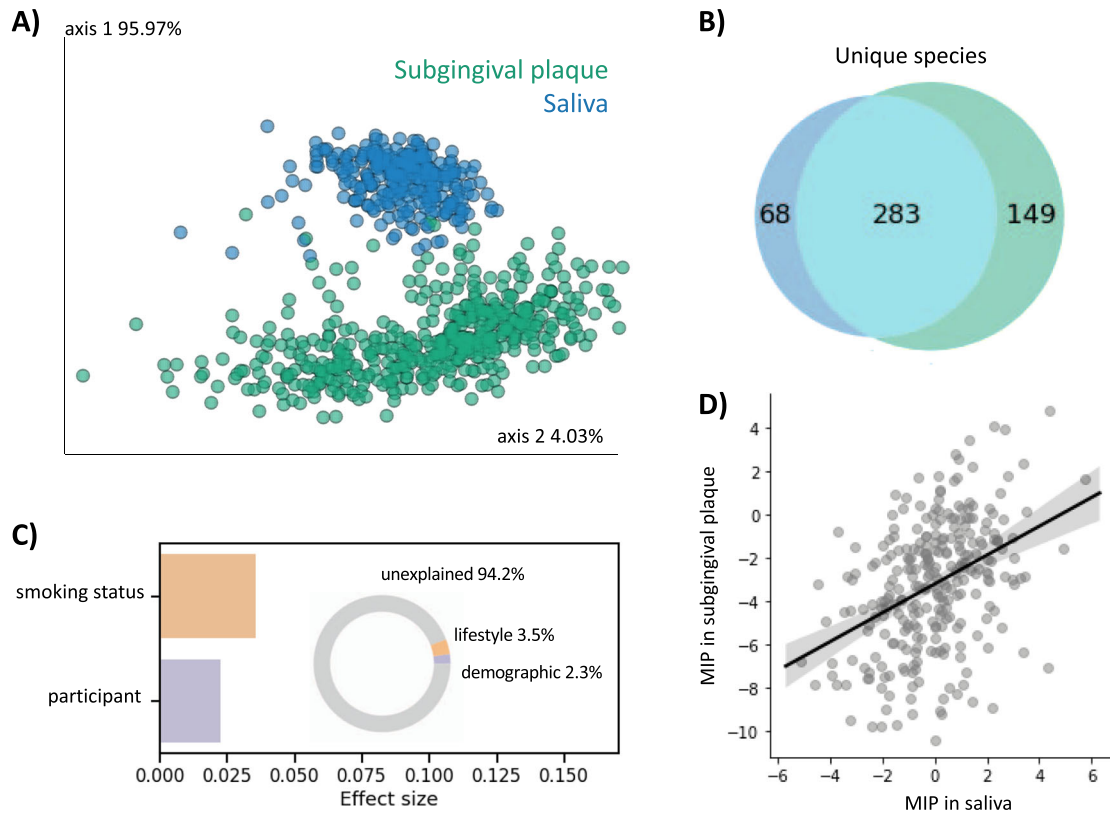 A)
axis 1 95.97%
Subgingival plaque
Saliva
axis 2 4.03%
B)
Unique species
68
283
149
C)
smoking status
participant
unexplained 94.2%
lifestyle 3.5%
demographic 2.3%
0.000 0.025 0.050 0.075 0.100 0.125 0.150
Effect size
D)
MIP in subgingival plaque
4
2
0
−2
−4
−6
−8
−10
−6 −4 −2 0 2 4 6
MIP in saliva